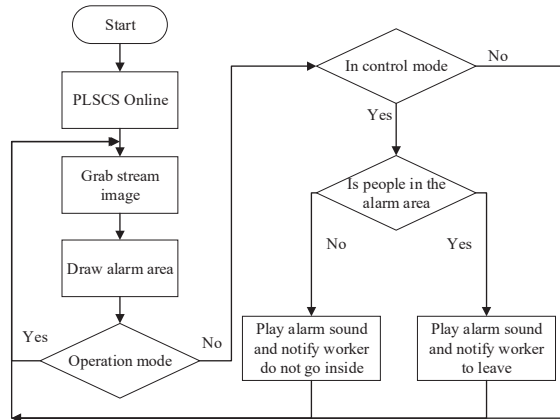 Start
PLSCS Online
Grab stream
image
Draw alarm area
Operation mode
Yes
No
In control mode
No
Yes
Is people in the
alarm area
No
Yes
Play alarm sound
and notify worker
do not go inside
Play alarm sound
and notify worker
to leave